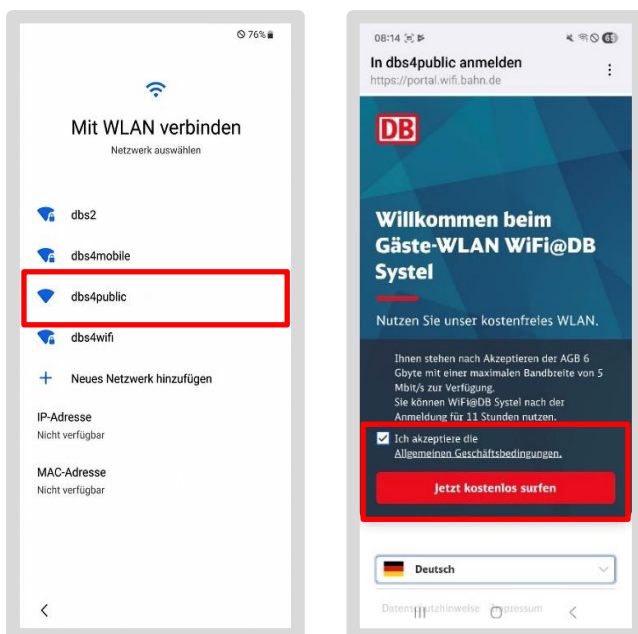 76%
Mit WLAN verbinden
Netzwerk auswählen
dbs2
dbs4mobile
dbs4public
dbs4wifi
Neues Netzwerk hinzufügen
IP-Adresse
Nicht verfügbar
MAC-Adresse
Nicht verfügbar
08:14
65
In dbs4public anmelden
https://portal.wifi.bahn.de
DB
Willkommen beim
Gäste-WLAN WiFi@DB
Systel
Nutzen Sie unser kostenfreies WLAN.
Ihnen stehen nach Akzeptieren der AGB 6
Gbyte mit einer maximalen Bandbreite von 5
Mbit/s zur Verfügung.
Sie können WiFi@DB Systel nach der
Anmeldung für 11 Stunden nutzen.
Ich akzeptiere die
Allgemeinen Geschäftsbedingungen.
Jetzt kostenlos surfen
Deutsch
Datenschutzhinweise Impressum